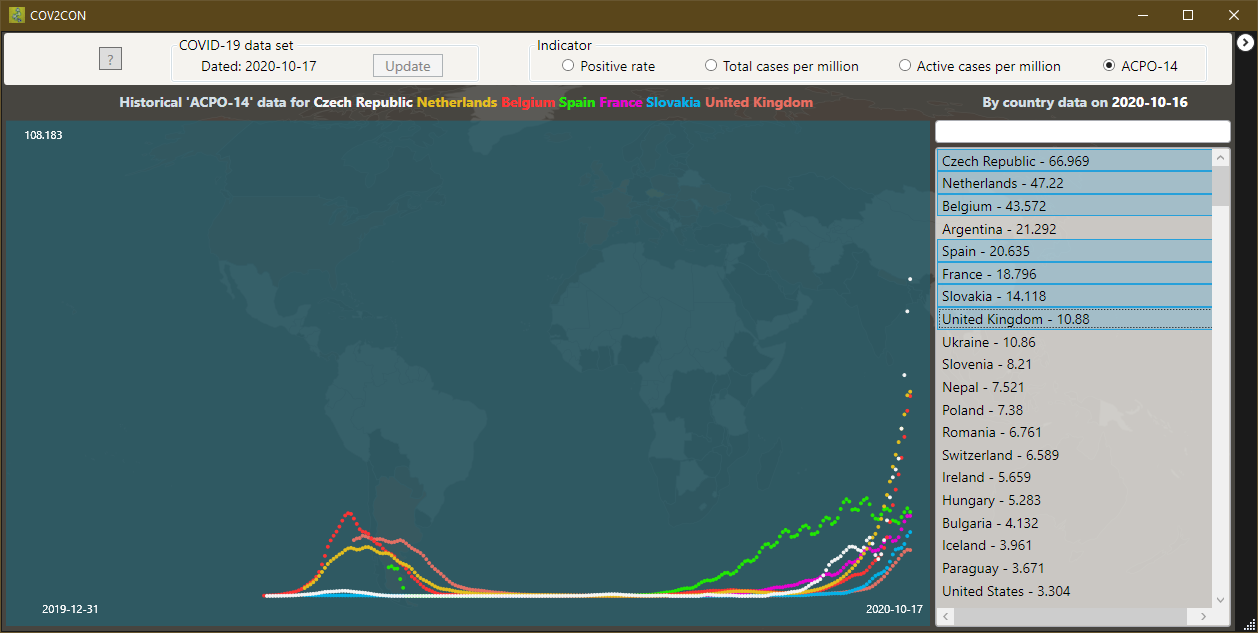 COV2CON
?
COVID-19 data set
Dated: 2020-10-17
Update
Indicator
Positive rate
Total cases per million
Active cases per million
ACPO-14
Historical 'ACPO-14' data for Czech Republic Netherlands Belgium Spain France Slovakia United Kingdom
By country data on 2020-10-16
108.183
2019-12-31
2020-10-17
Czech Republic - 66.969
Netherlands - 47.22
Belgium - 43.572
Argentina - 21.292
Spain - 20.635
France - 18.796
Slovakia - 14.118
United Kingdom - 10.88
Ukraine - 10.86
Slovenia - 8.21
Nepal - 7.521
Poland - 7.38
Romania - 6.761
Switzerland - 6.589
Ireland - 5.659
Hungary - 5.283
Bulgaria - 4.132
Iceland - 3.961
Paraguay - 3.671
United States - 3.304